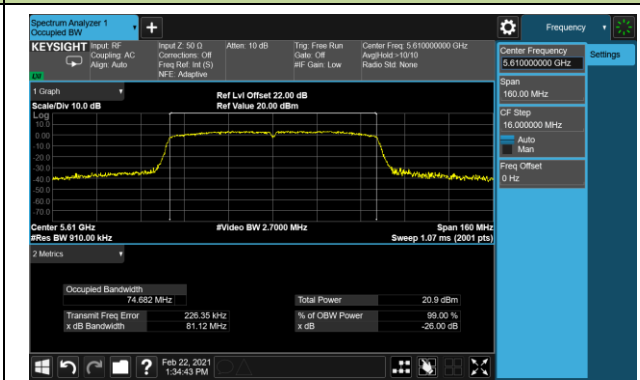 Spectrum Analyzer 1
Occupied BW
Frequency
KEYSIGHT
Input: RF
Coupling: AC
Align: Auto
Input Z: 50 Ω
Corrections: Off
Freq Ref: Int (S)
NFE: Adaptive
Atten: 10 dB
Trig: Free Run
Gate: Off
#IF Gain: Low
Center Freq: 5.610000000 GHz
Avg|Hold:>10/10
Radio Std: None
Center Frequency
5.610000000 GHz
Settings
Span
160.00 MHz
CF Step
16.000000 MHz
Auto
Man
Freq Offset
0 Hz
1 Graph
Scale/Div 10.0 dB
Ref Lvl Offset 22.00 dB
Ref Value 20.00 dBm
Log
10.0
0.00
-10.0
-20.0
-30.0
-40.0
-50.0
-60.0
-70.0
Center 5.61 GHz
#Video BW 2.7000 MHz
Span 160 MHz
#Res BW 910.00 kHz
Sweep 1.07 ms (2001 pts)
2 Metrics
Occupied Bandwidth
74.682 MHz
Total Power 20.9 dBm
Transmit Freq Error 226.35 kHz
% of OBW Power 99.00 %
x dB Bandwidth 81.12 MHz
x dB -26.00 dB
Feb 22, 2021
1:34:43 PM